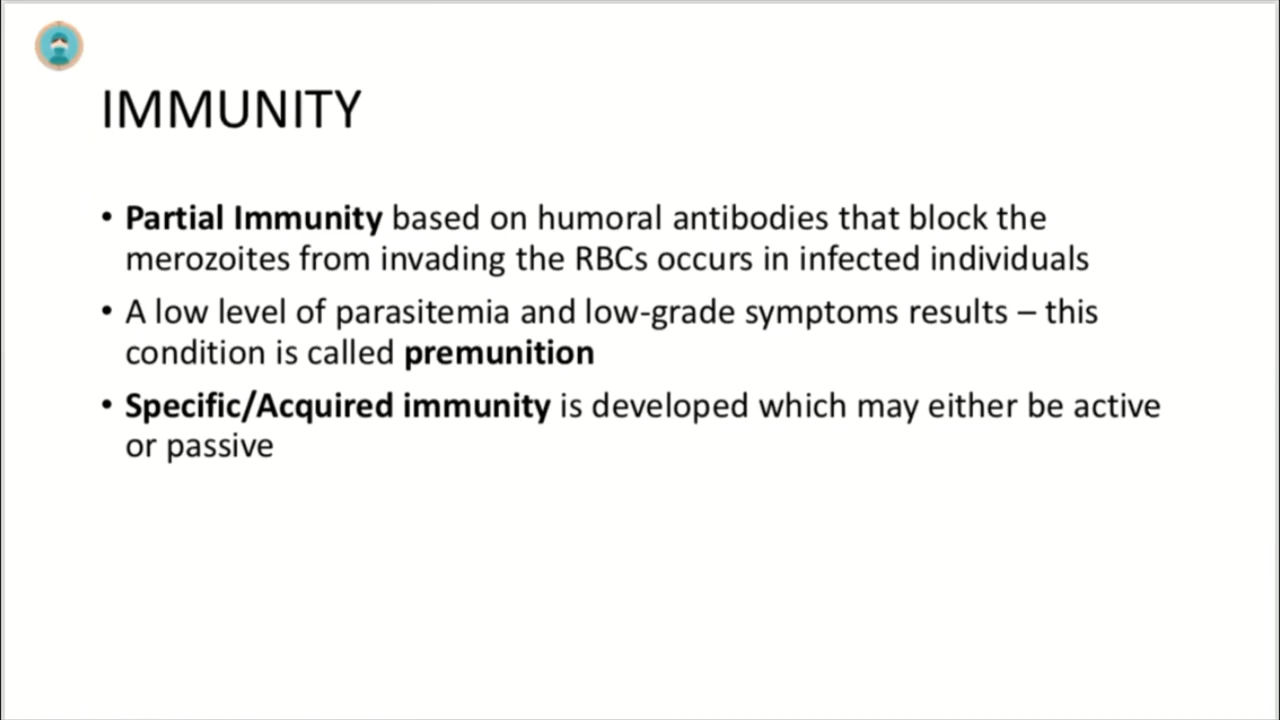 IMMUNITY
• Partial Immunity based on humoral antibodies that block the
merozoites from invading the RBCs occurs in infected individuals
• A low level of parasitemia and low-grade symptoms results – this
condition is called premunition
• Specific/Acquired immunity is developed which may either be active
or passive